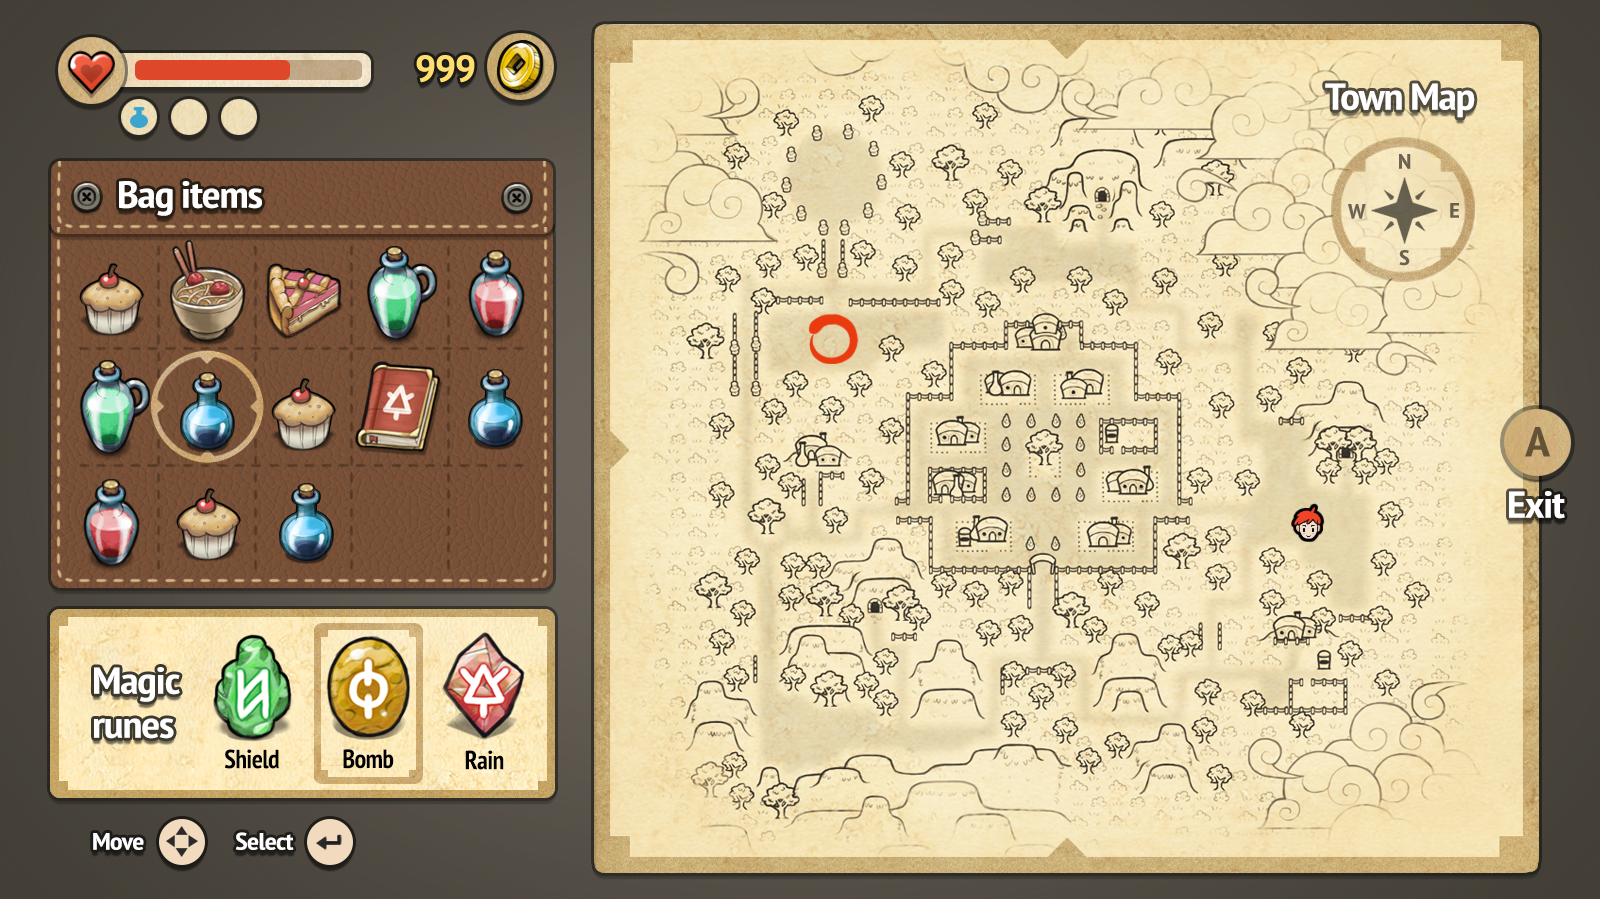 999
Bag items
Magic
runes
Shield
Bomb
Rain
Move
Select
Town Map
N
W
E
S
A
Exit